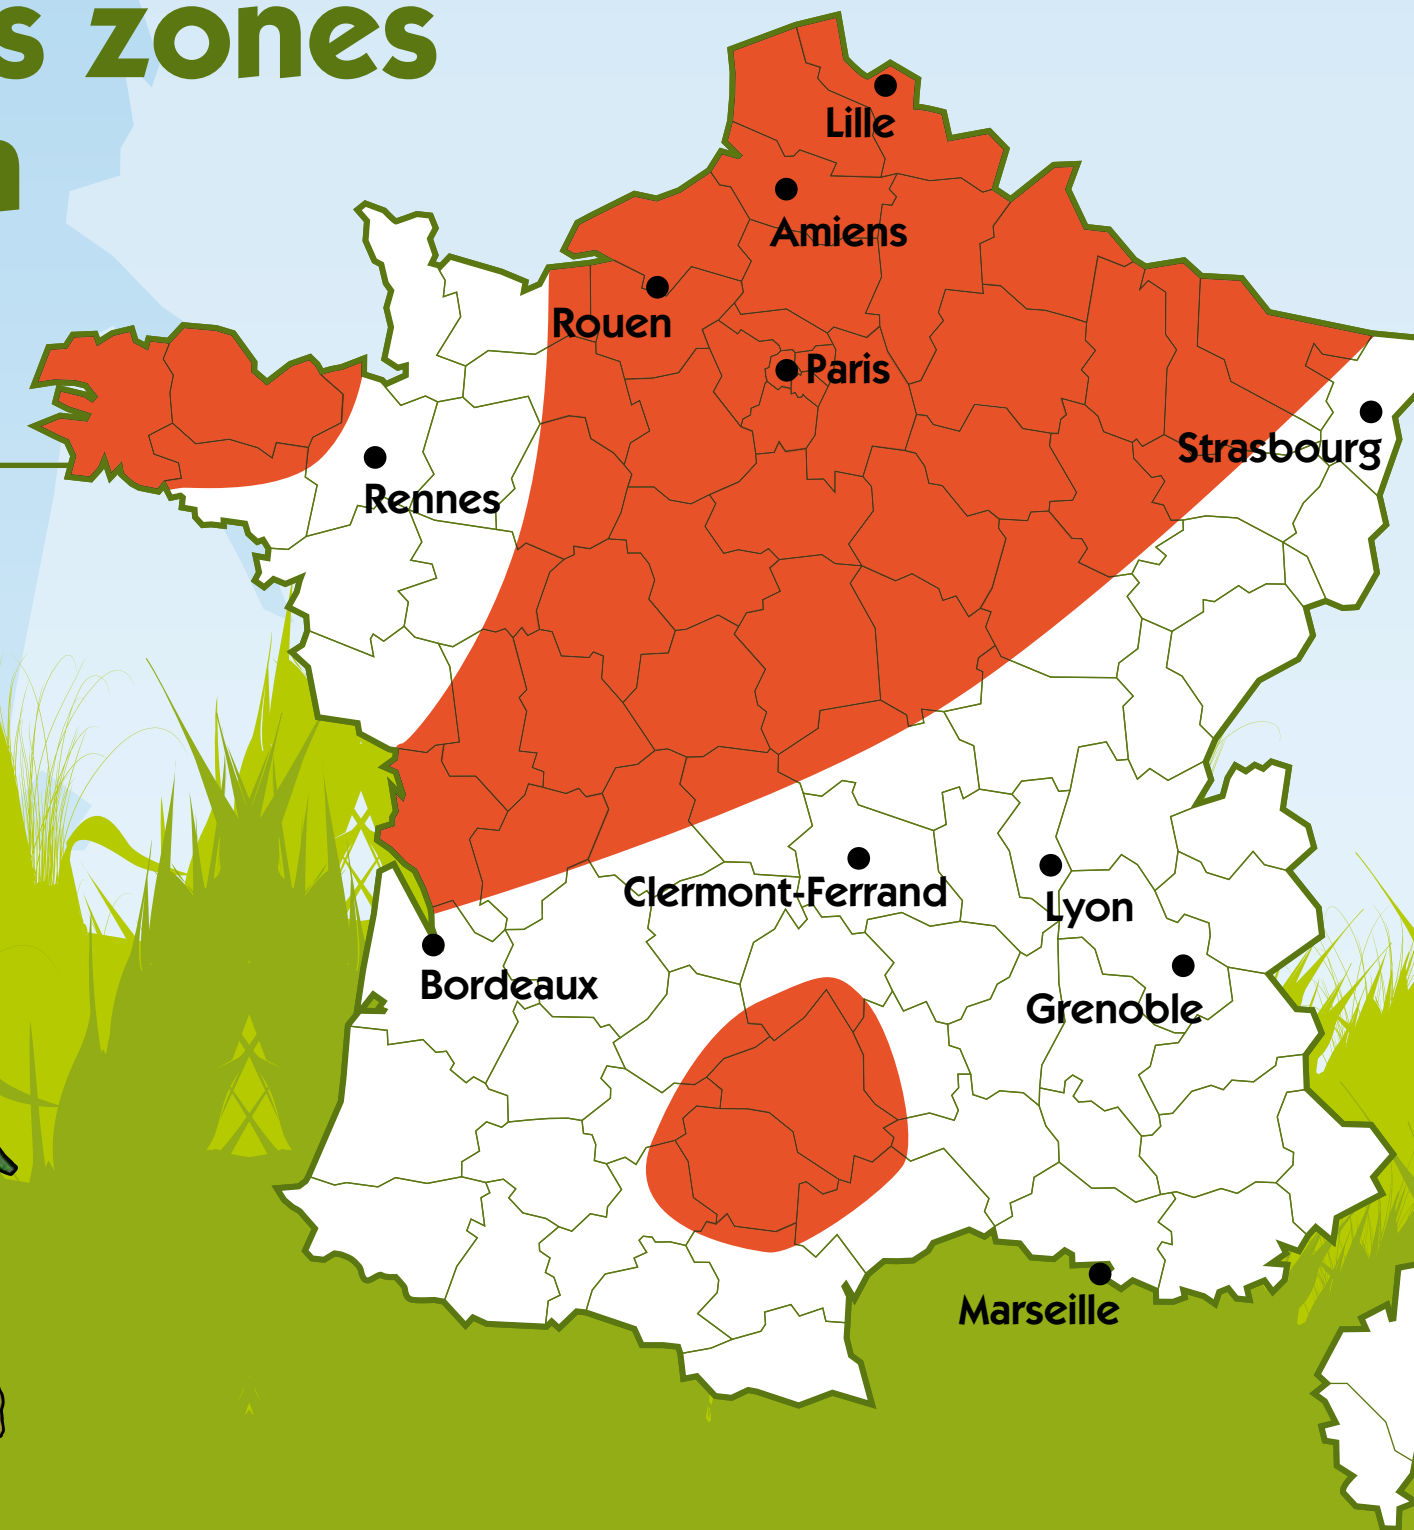 s zones
n
Lille
Amiens
Rouen
Paris
Strasbourg
Rennes
Clermont-Ferrand
Lyon
Bordeaux
Grenoble
Marseille